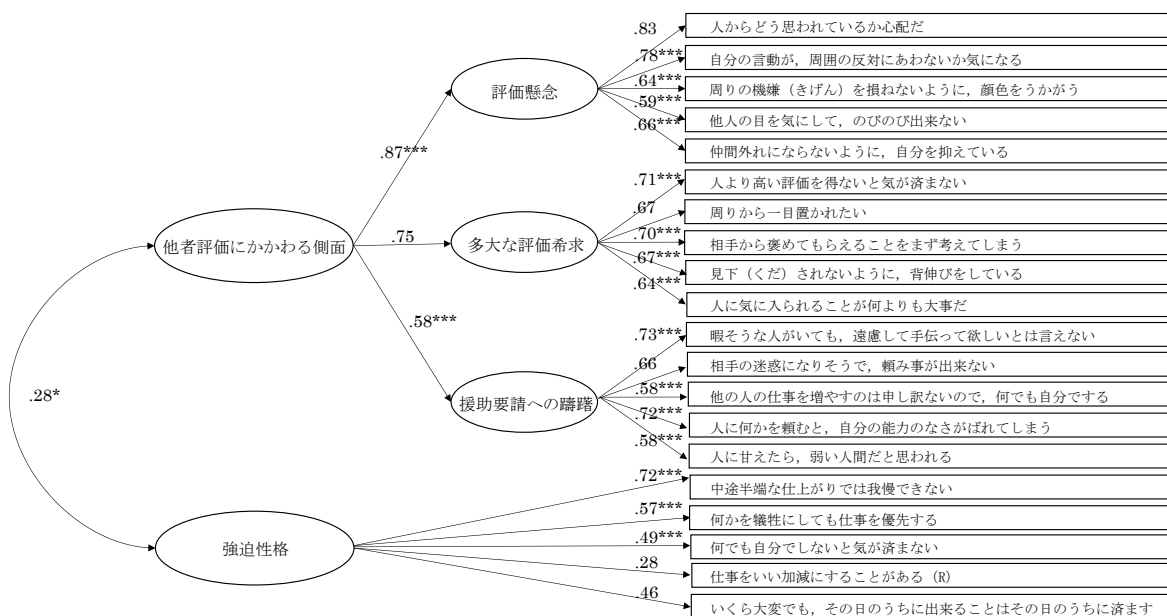 .83
人からどう思われているか心配だ
.78***
自分の言動が，周囲の反対にあわないか気になる
.64***
周りの機嫌（きげん）を損ねないように，顔色をうかがう
.59***
他人の目を気にして，のびのび出来ない
.66***
仲間外れにならないように，自分を抑えている
評価懸念
.87***
.71***
人より高い評価を得ないと気が済まない
.67
周りから一目置かれたい
.70***
相手から褒めてもらえることをまず考えてしまう
.67***
見下（くだ）されないように，背伸びをしている
.64***
人に気に入られることが何よりも大事だ
他者評価にかかわる側面
.75
多大な評価希求
.58***
.73***
暇そうな人がいても，遠慮して手伝って欲しいとは言えない
.66
相手の迷惑になりそうで，頼み事が出来ない
.58***
他の人の仕事を増やすのは申し訳ないので，何でも自分でする
.72***
人に何かを頼むと，自分の能力のなさがばれてしまう
.58***
人に甘えたら，弱い人間だと思われる
援助要請への躊躇
.28*
.72***
中途半端な仕上がりでは我慢できない
.57***
何かを犠牲にしても仕事を優先する
.49***
何でも自分でしないと気が済まない
.28
仕事をいい加減にすることがある（R）
.46
いくら大変でも，その日のうちに出来ることはその日のうちに済ます
強迫性格